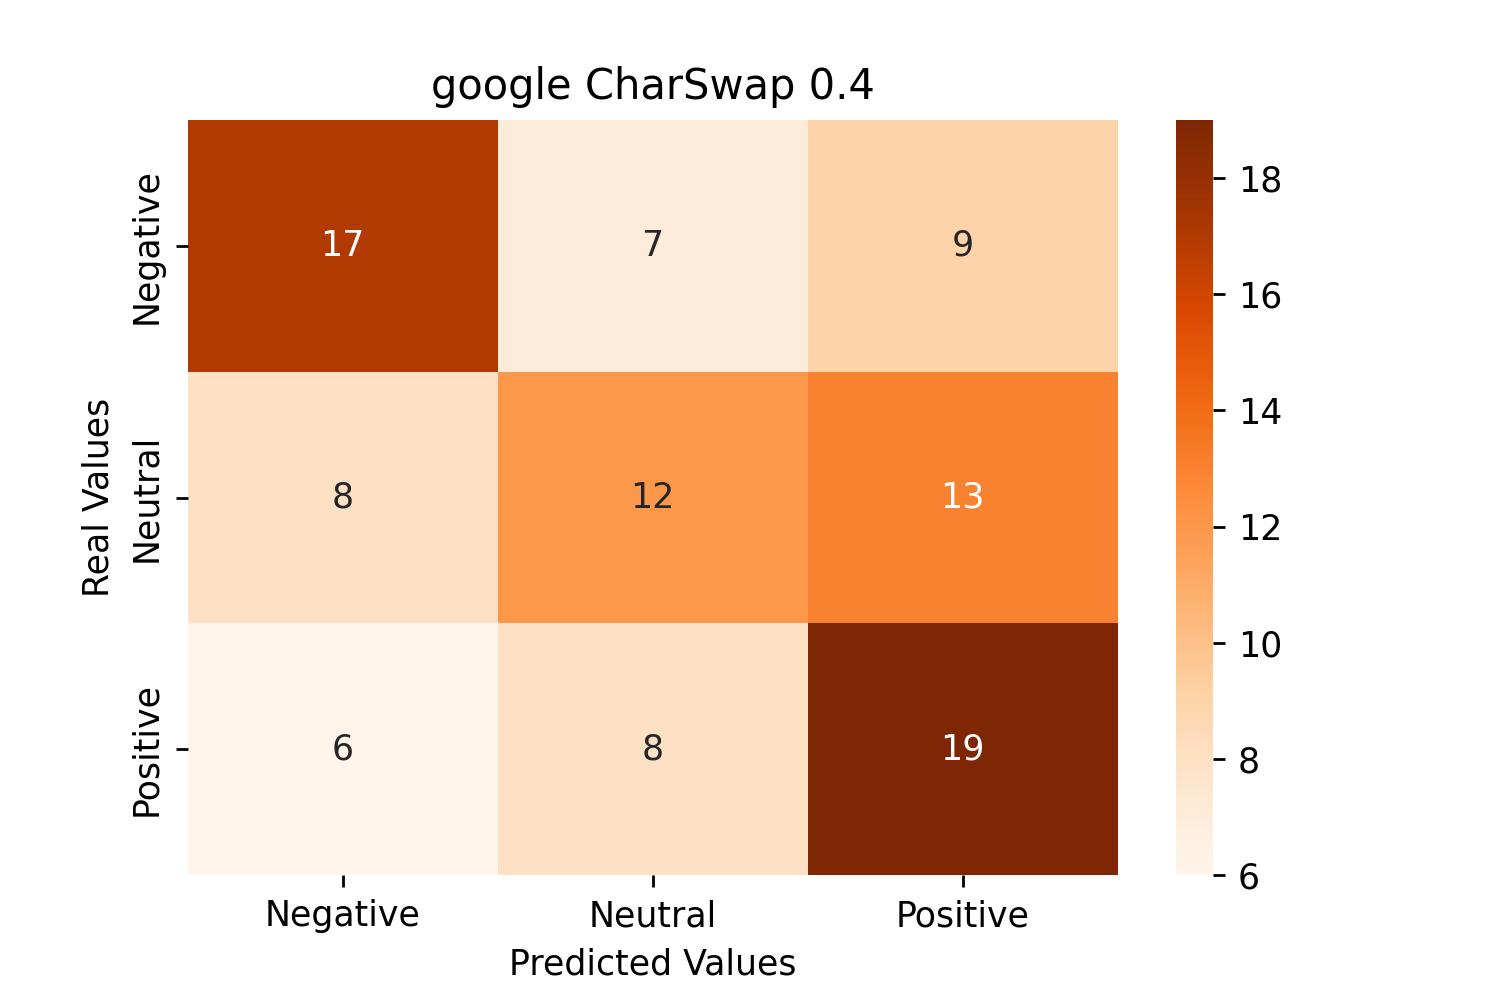 google CharSwap 0.4
Real Values
Negative
17 7 9
Neutral
8 12 13
Positive
6 8 19
Negative Neutral Positive
Predicted Values
18
16
14
12
10
8
6